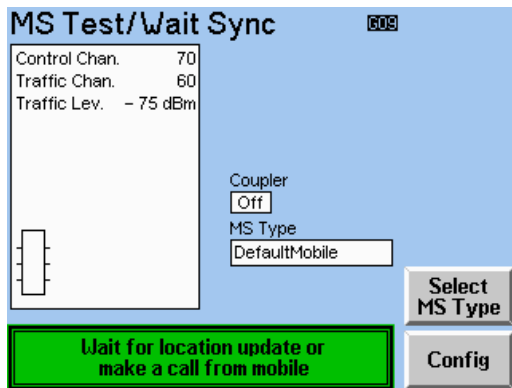 MS Test/Wait Sync
G09
Control Chan. 70
Traffic Chan. 60
Traffic Lev. – 75 dBm
Coupler
Off
MS Type
DefaultMobile
Select
MS Type
Wait for location update or
make a call from mobile
Config